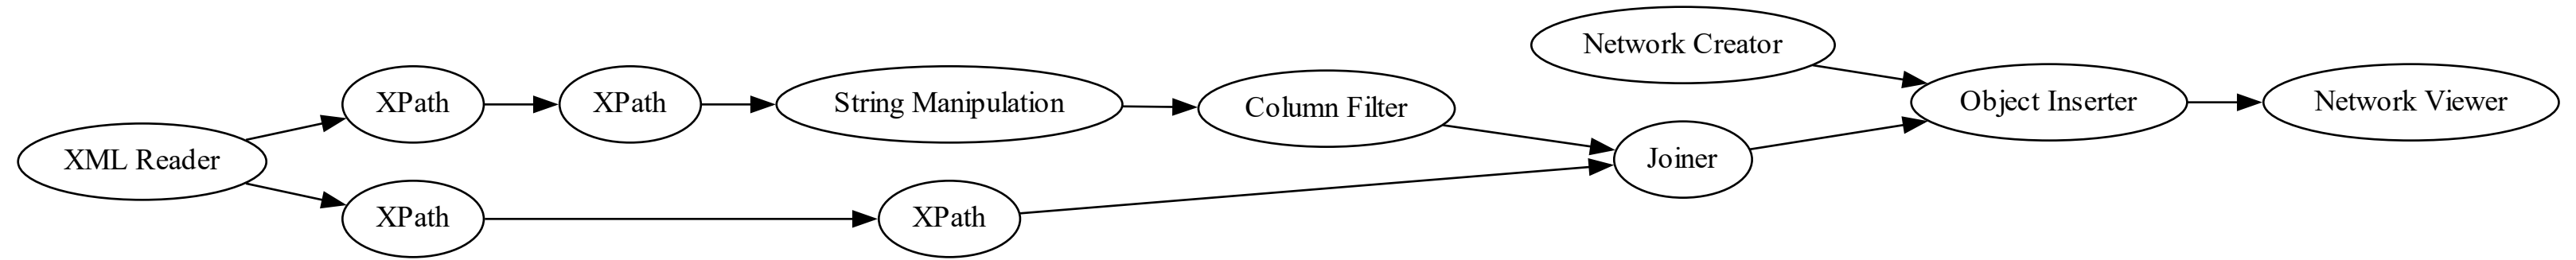 XML Reader
XPath
XPath
String Manipulation
Column Filter
XPath
XPath
Joiner
Network Creator
Object Inserter
Network Viewer